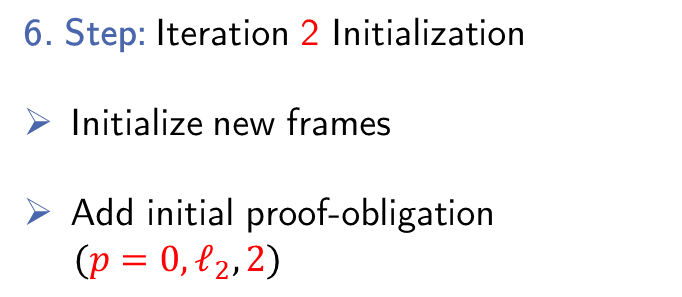 6. Step: Iteration 2 Initialization
➢ Initialize new frames
➢ Add initial proof-obligation
(p = 0, ℓ₂, 2)